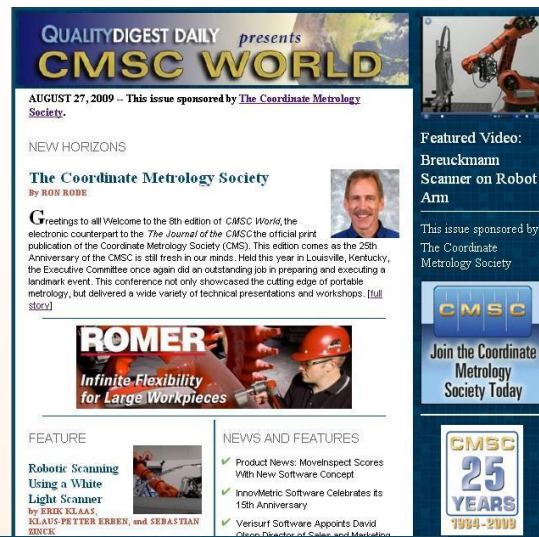 QUALITYDIGEST DAILY presents
CMSC WORLD
AUGUST 27, 2009 -- This issue sponsored by The Coordinate Metrology
Society.
NEW HORIZONS
The Coordinate Metrology Society
By RON RODE
Greetings to all! Welcome to the 8th edition of CMSC World, the
electronic counterpart to the The Journal of the CMSC the official print
publication of the Coordinate Metrology Society (CMS). This edition comes as the 25th
Anniversary of the CMSC is still fresh in our minds. Held this year in Louisville, Kentucky,
the Executive Committee once again did an outstanding job in preparing and executing a
landmark event. This conference not only showcased the cutting edge of portable
metrology, but delivered a wide variety of technical presentations and workshops. [full
story]
ROMER
Infinite Flexibility
for Large Workpieces
FEATURE
Robotic Scanning
Using a White
Light Scanner
by ERIK KLAAS,
KLAUS-PETTER ERBEN, and SEBASTIAN
ZINCK
NEWS AND FEATURES
✔ Product News: MoveInspect Scores
With New Software Concept
✔ InnovMetric Software Celebrates its
15th Anniversary
✔ Verisurf Software Appoints David
Olson Director of Sales and Marketing
Featured Video:
Breuckmann
Scanner on Robot
Arm
This issue sponsored by
The Coordinate
Metrology Society
CMSC
Join the Coordinate
Metrology
Society Today
CMSC
25
YEARS
1984-2009